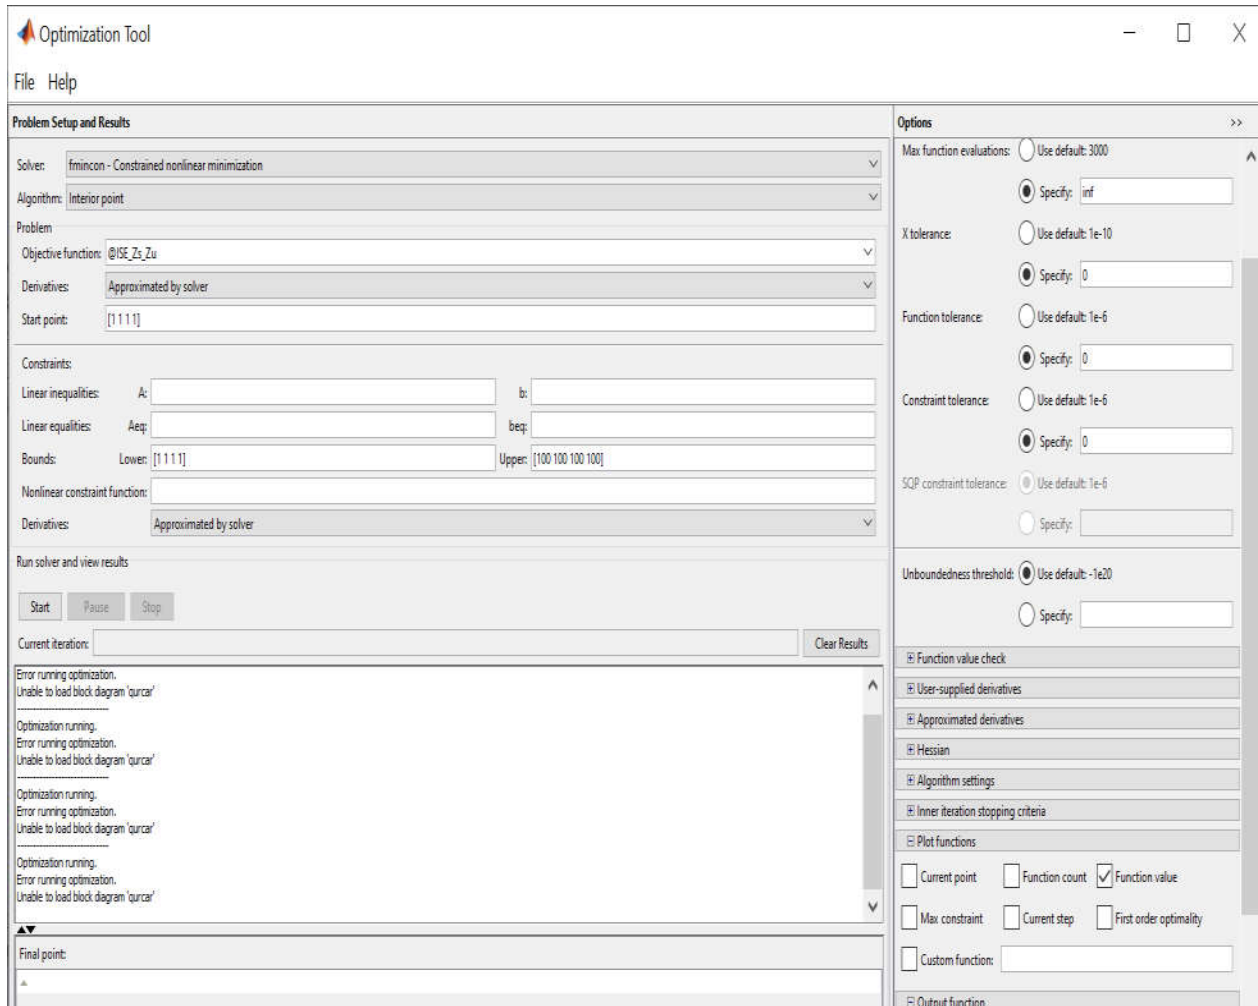 Optimization Tool
File Help
Problem Setup and Results
Solver: fmincon - Constrained nonlinear minimization
Algorithm: Interior point
Problem
Objective function: @ISE_Zs_Zu
Derivatives: Approximated by solver
Start point: [1 1 1 1]
Constraints:
Linear inequalities: A: b:
Linear equalities: Aeq: beq:
Bounds: Lower: [1 1 1 1] Upper: [100 100 100 100]
Nonlinear constraint function:
Derivatives: Approximated by solver
Run solver and view results
Start Pause Stop
Current iteration: Clear Results
Error running optimization.
Unable to load block diagram 'qurcar'
------------------------------
Optimization running.
Error running optimization.
Unable to load block diagram 'qurcar'
------------------------------
Optimization running.
Error running optimization.
Unable to load block diagram 'qurcar'
------------------------------
Optimization running.
Error running optimization.
Unable to load block diagram 'qurcar'
Final point:
Options >>
Max function evaluations: Use default: 3000
Specify: inf
X tolerance: Use default: 1e-10
Specify: 0
Function tolerance: Use default: 1e-6
Specify: 0
Constraint tolerance: Use default: 1e-6
Specify: 0
SQP constraint tolerance: Use default: 1e-6
Specify:
Unboundedness threshold: Use default: -1e20
Specify:
Function value check
User-supplied derivatives
Approximated derivatives
Hessian
Algorithm settings
Inner iteration stopping criteria
Plot functions
Current point Function count Function value
Max constraint Current step First order optimality
Custom function:
Output function